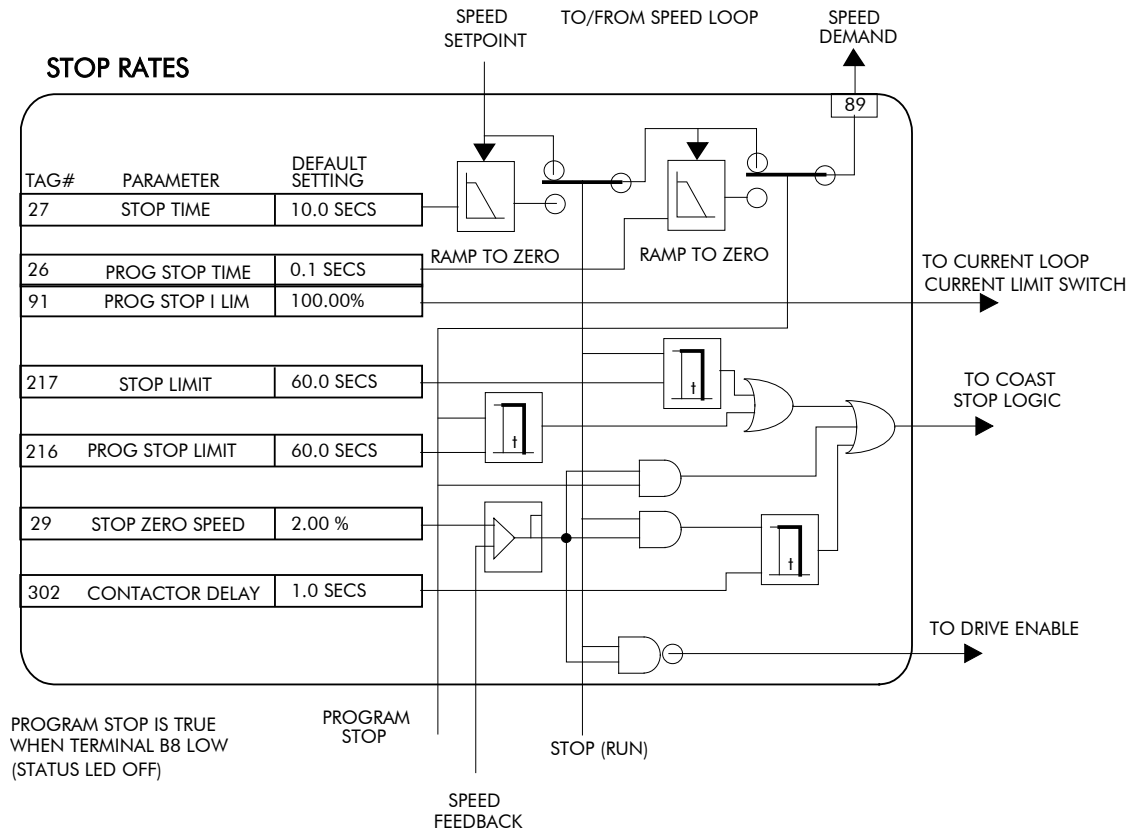 SPEED
SETPOINT
TO/FROM SPEED LOOP
SPEED
DEMAND
STOP RATES
89
TAG# PARAMETER DEFAULT
SETTING
27 STOP TIME 10.0 SECS
RAMP TO ZERO
RAMP TO ZERO
26 PROG STOP TIME 0.1 SECS
91 PROG STOP I LIM 100.00%
TO CURRENT LOOP
CURRENT LIMIT SWITCH
217 STOP LIMIT 60.0 SECS
t
TO COAST
STOP LOGIC
216 PROG STOP LIMIT 60.0 SECS
t
29 STOP ZERO SPEED 2.00 %
t
302 CONTACTOR DELAY 1.0 SECS
TO DRIVE ENABLE
PROGRAM STOP IS TRUE
WHEN TERMINAL B8 LOW
(STATUS LED OFF)
PROGRAM
STOP
STOP (RUN)
SPEED
FEEDBACK